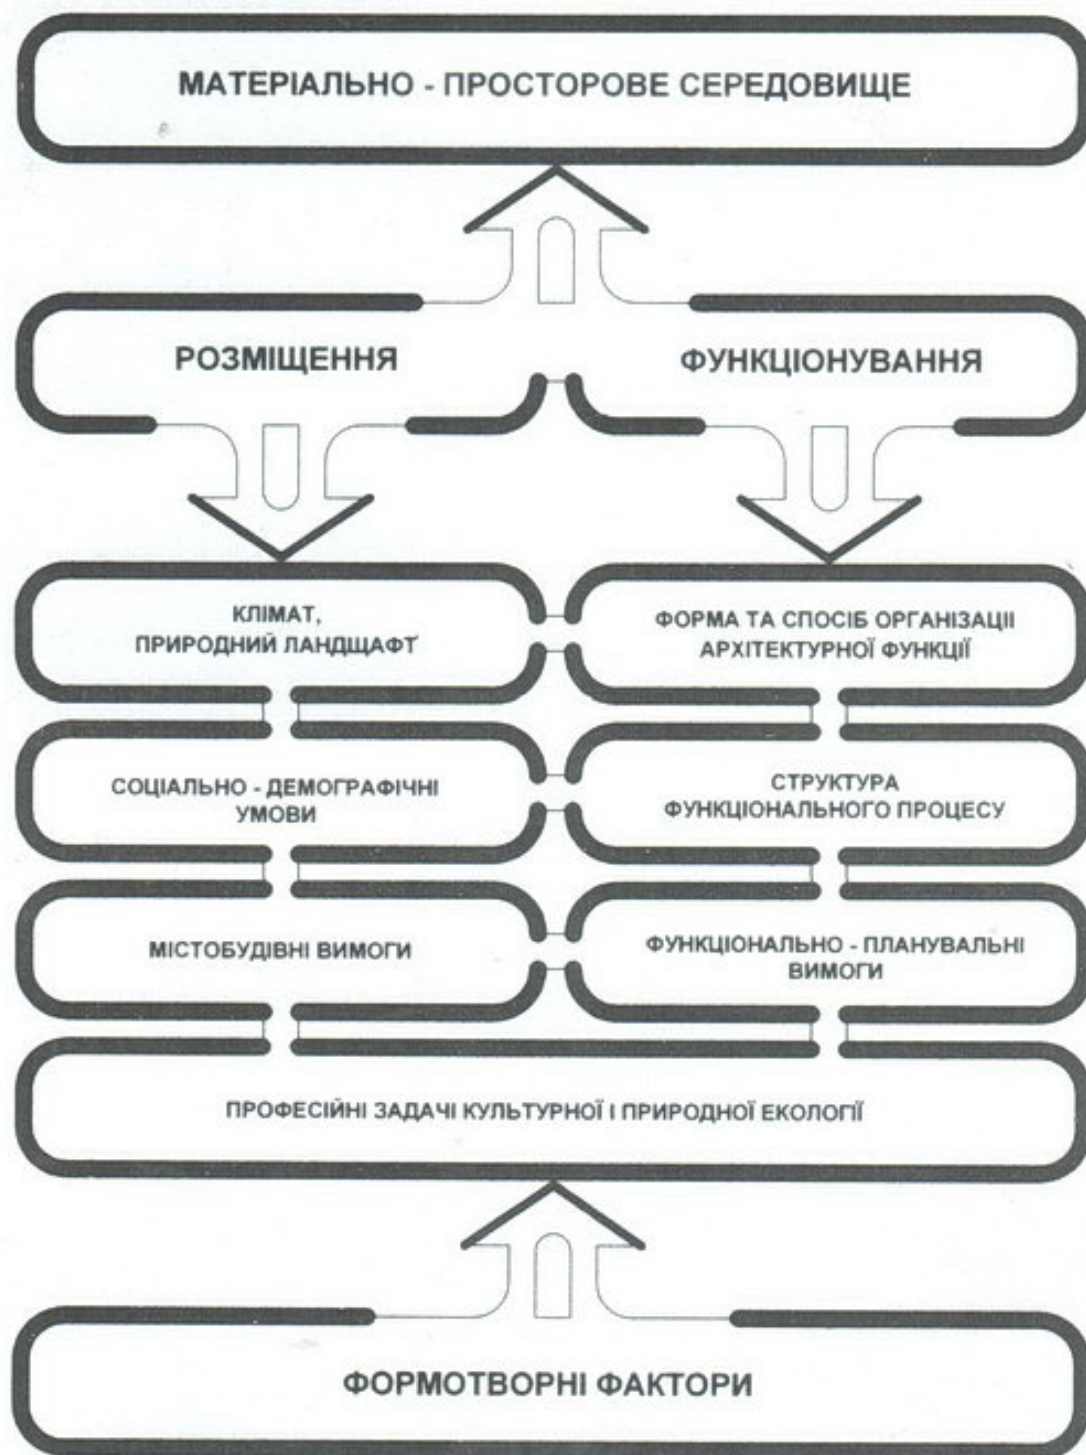 МАТЕРІАЛЬНО - ПРОСТОРОВЕ СЕРЕДОВИЩЕ
РОЗМІЩЕННЯ
ФУНКЦІОНУВАННЯ
КЛІМАТ,
ПРИРОДНИЙ ЛАНДЩАФТ
ФОРМА ТА СПОСІБ ОРГАНІЗАЦІІ
АРХІТЕКТУРНОЇ ФУНКЦІЇ
СОЦІАЛЬНО - ДЕМОГРАФІЧНІ
УМОВИ
СТРУКТУРА
ФУНКЦІОНАЛЬНОГО ПРОЦЕСУ
МІСТОБУДІВНІ ВИМОГИ
ФУНКЦІОНАЛЬНО - ПЛАНУВАЛЬНІ
ВИМОГИ
ПРОФЕСІЙНІ ЗАДАЧІ КУЛЬТУРНОЇ І ПРИРОДНОЇ ЕКОЛОГІЇ
ФОРМОТВОРНІ ФАКТОРИ